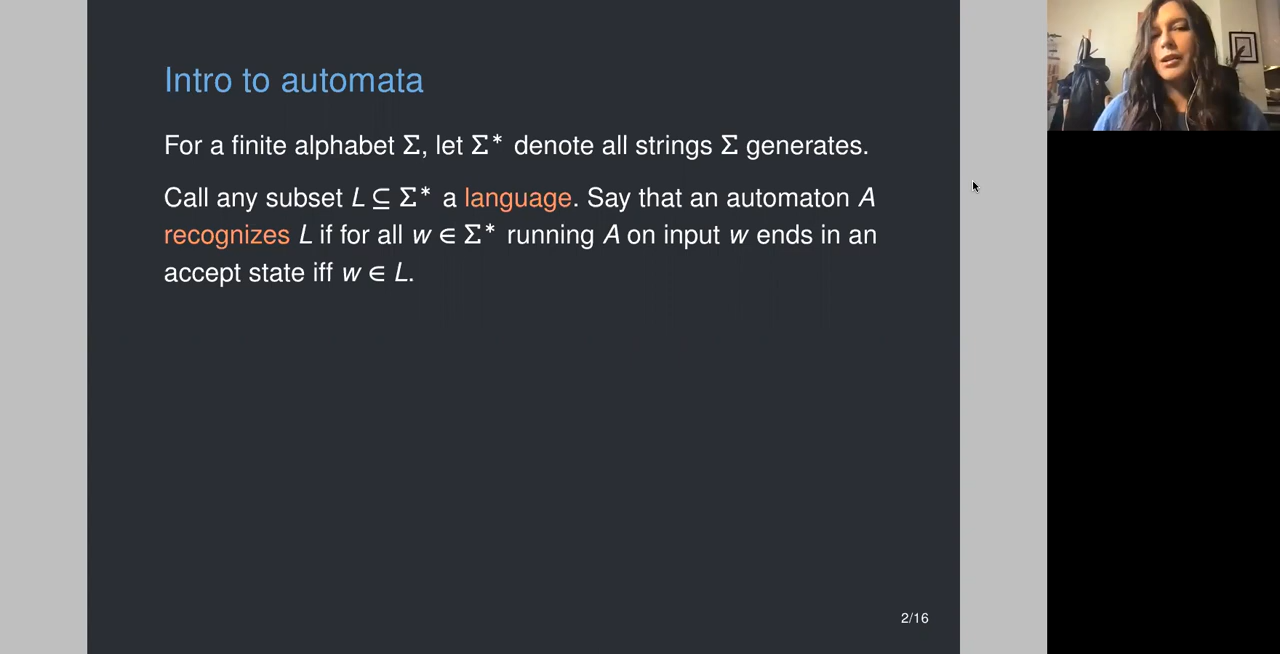 Intro to automata
For a finite alphabet Σ, let Σ* denote all strings Σ generates.
Call any subset L ⊆ Σ* a language. Say that an automaton A
recognizes L if for all w ∈ Σ* running A on input w ends in an
accept state iff w ∈ L.
2/16